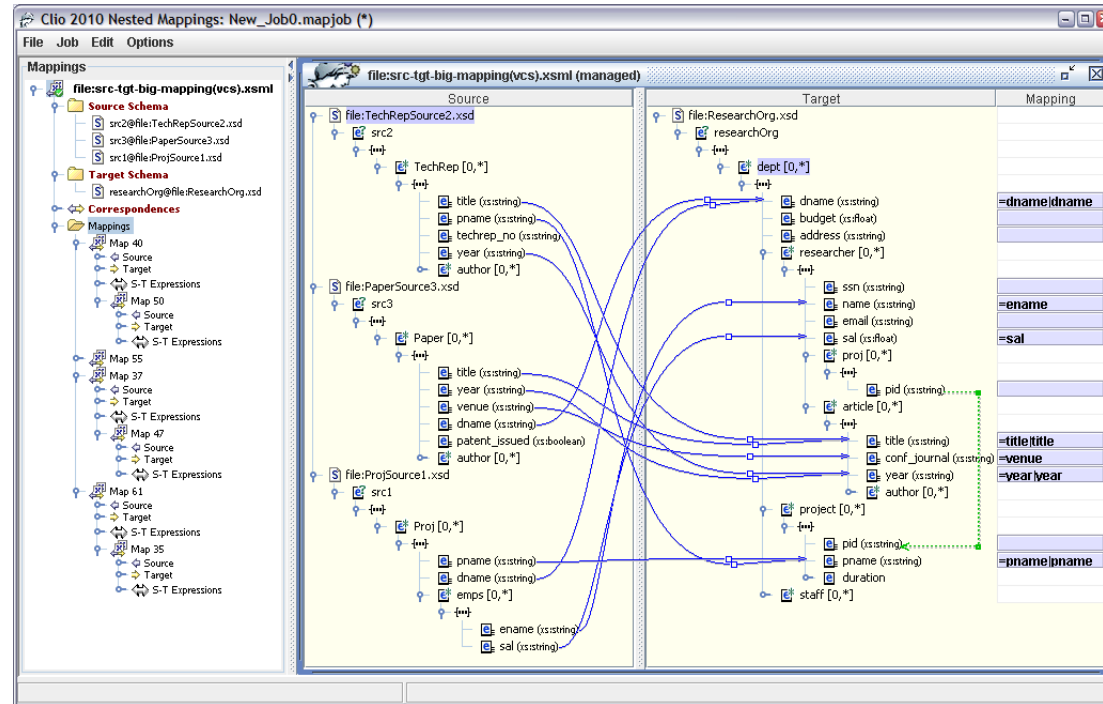 Clio 2010 Nested Mappings: New_Job0.mapjob (*)
File Job Edit Options
Mappings
file:src-tgt-big-mapping(vcs).xsml
Source Schema
src2@file:TechRepSource2.xsd
src3@file:PaperSource3.xsd
src1@file:ProjSource1.xsd
Target Schema
researchOrg@file:ResearchOrg.xsd
Correspondences
Mappings
Map 40
Source
Target
S-T Expressions
Map 50
Source
Target
S-T Expressions
Map 55
Map 37
Source
Target
S-T Expressions
Map 47
Source
Target
S-T Expressions
Map 61
Source
Target
S-T Expressions
Map 35
Source
Target
S-T Expressions
file:src-tgt-big-mapping(vcs).xsml (managed)
Source
file:TechRepSource2.xsd
src2
TechRep [0,*]
title (xs:string)
pname (xs:string)
techrep_no (xs:string)
year (xs:string)
author [0,*]
file:PaperSource3.xsd
src3
Paper [0,*]
title (xs:string)
year (xs:string)
venue (xs:string)
dname (xs:string)
patent_issued (xs:boolean)
author [0,*]
file:ProjSource1.xsd
src1
Proj [0,*]
pname (xs:string)
dname (xs:string)
emps [0,*]
ename (xs:string)
sal (xs:string)
Target
file:ResearchOrg.xsd
researchOrg
dept [0,*]
dname (xs:string)
budget (xs:float)
address (xs:string)
researcher [0,*]
ssn (xs:string)
name (xs:string)
email (xs:string)
sal (xs:float)
proj [0,*]
pid (xs:string)
article [0,*]
title (xs:string)
conf_journal (xs:string)
year (xs:string)
author [0,*]
project [0,*]
pid (xs:string)
pname (xs:string)
duration
staff [0,*]
Mapping
=dname|dname
=ename
=sal
=title|title
=venue
=year|year
=pname|pname